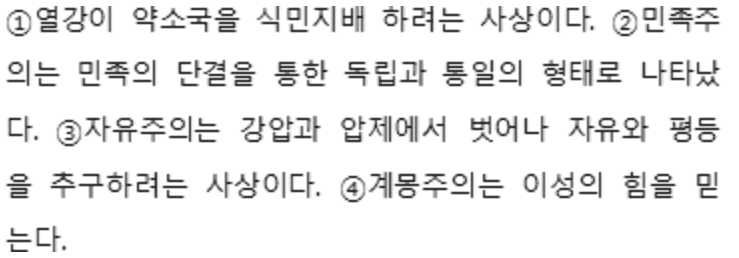 ①열강이 약소국을 식민지배 하려는 사상이다. ②민족주
의는 민족의 단결을 통한 독립과 통일의 형태로 나타났
다. ③자유주의는 강압과 압제에서 벗어나 자유와 평등
을 추구하려는 사상이다. ④계몽주의는 이성의 힘을 믿
는다.